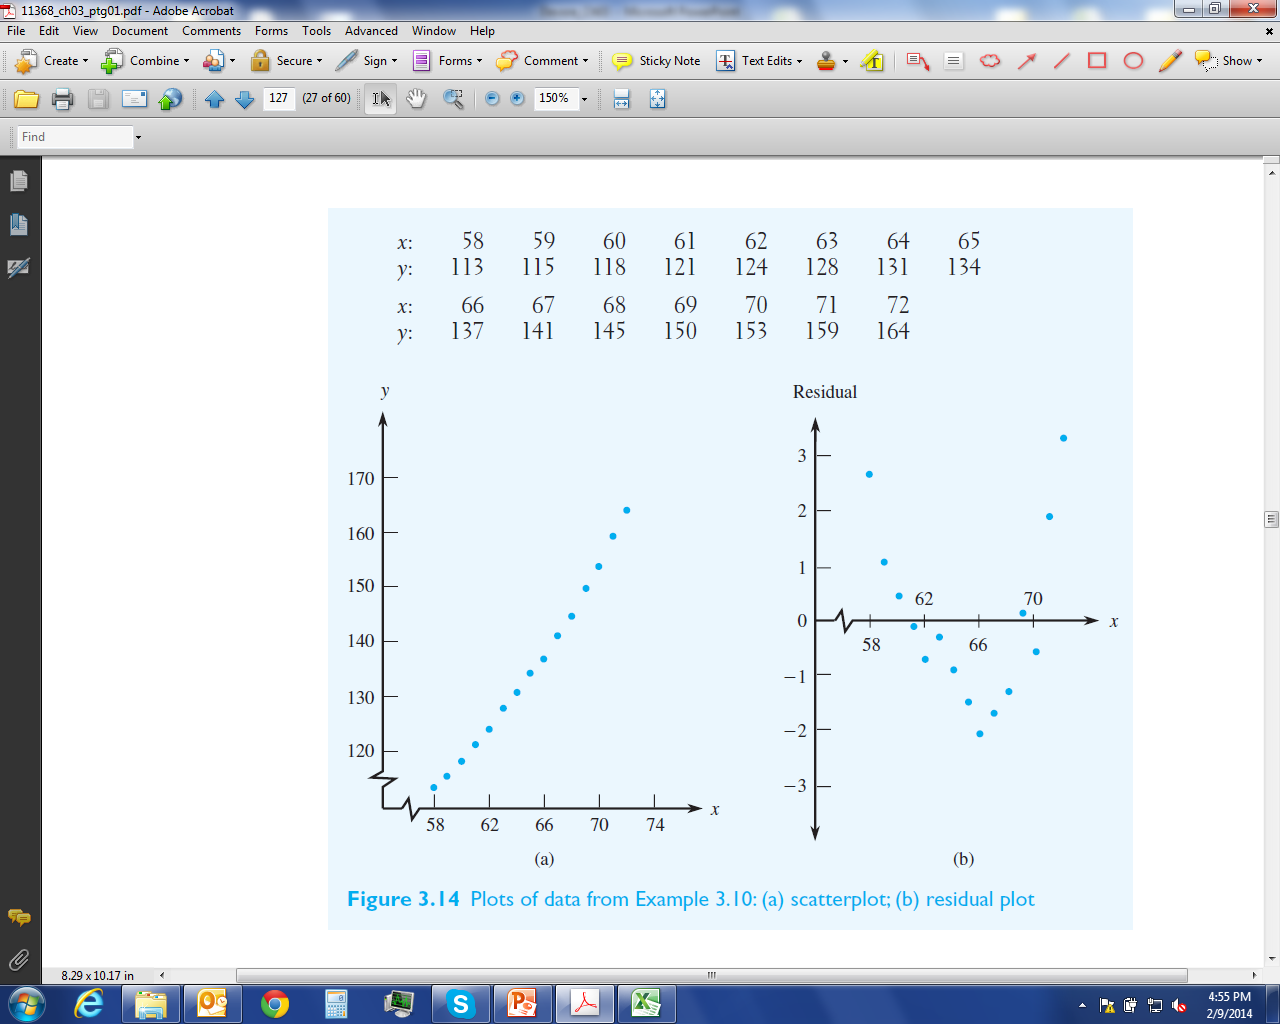 11368_ch03_ptg01.pdf - Adobe Acrobat
File Edit View Document Comments Forms Tools Advanced Window Help
Create Combine Secure Sign Forms Comment Sticky Note Text Edits Show
127 (27 of 60) 150%
Find
x: 58 59 60 61 62 63 64 65
y: 113 115 118 121 124 128 131 134
x: 66 67 68 69 70 71 72
y: 137 141 145 150 153 159 164
y
170
160
150
140
130
120
58 62 66 70 74 x
(a)
Residual
3
2
1
62 70
0 x
58 66
−1
−2
−3
(b)
Figure 3.14 Plots of data from Example 3.10: (a) scatterplot; (b) residual plot
8.29 x 10.17 in
4:55 PM
2/9/2014